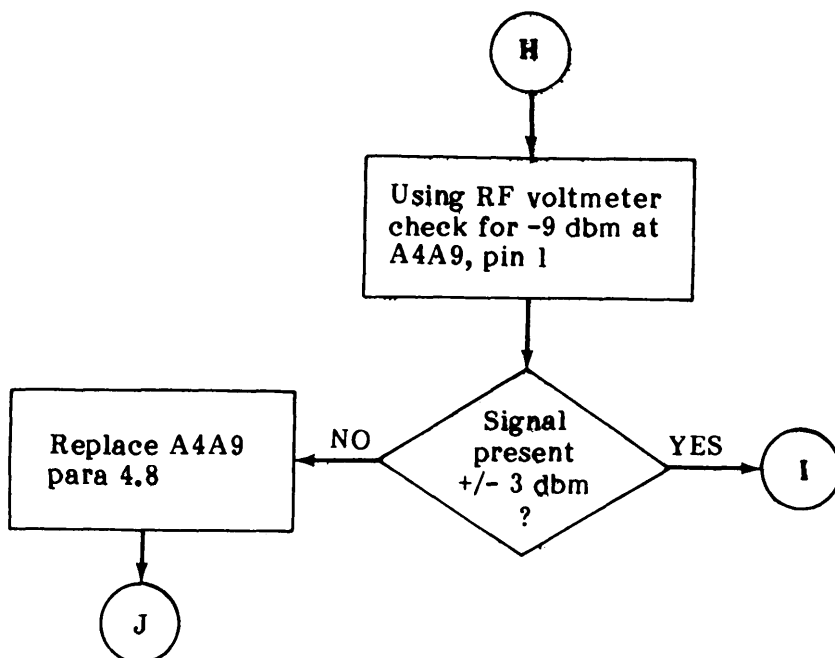 H
Using RF voltmeter
check for -9 dbm at
A4A9, pin 1
Signal
present
+/- 3 dbm
?
NO
Replace A4A9
para 4.8
YES
I
J